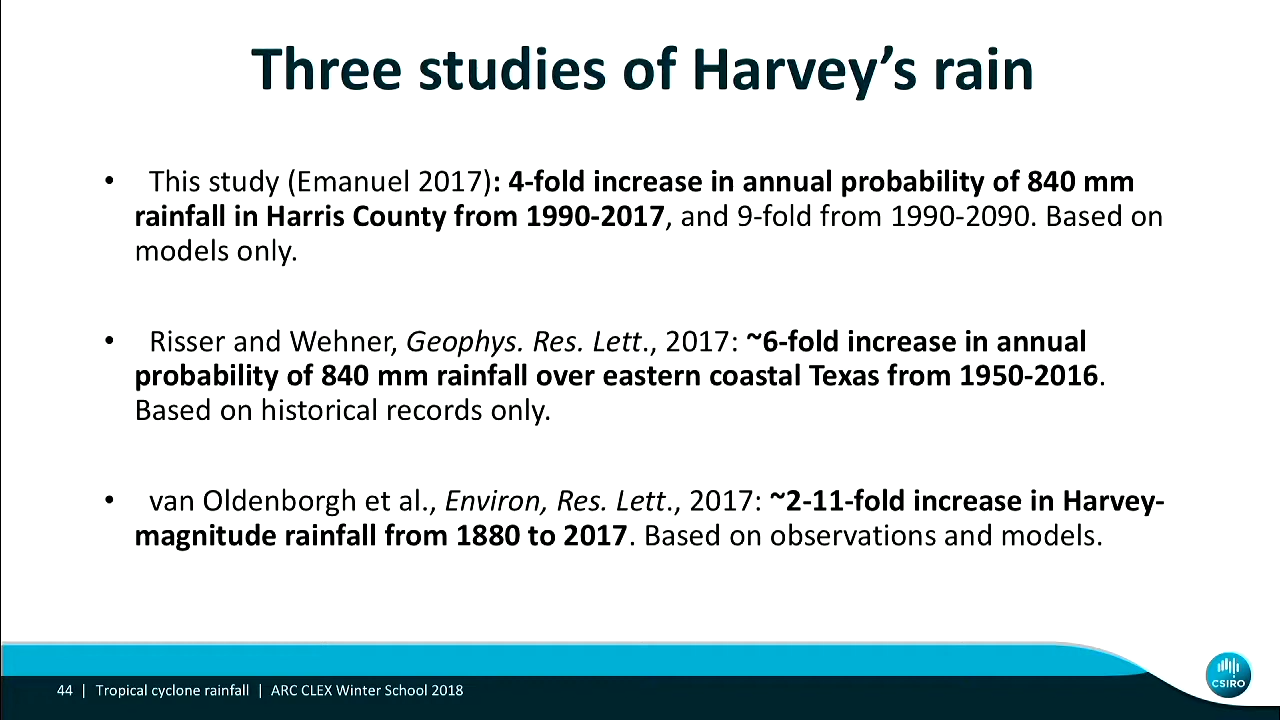 Three studies of Harvey's rain
• This study (Emanuel 2017): 4-fold increase in annual probability of 840 mm
rainfall in Harris County from 1990-2017, and 9-fold from 1990-2090. Based on
models only.
• Risser and Wehner, Geophys. Res. Lett., 2017: ~6-fold increase in annual
probability of 840 mm rainfall over eastern coastal Texas from 1950-2016.
Based on historical records only.
• van Oldenborgh et al., Environ, Res. Lett., 2017: ~2-11-fold increase in Harvey-
magnitude rainfall from 1880 to 2017. Based on observations and models.
44 | Tropical cyclone rainfall | ARC CLEX Winter School 2018
CSIRO